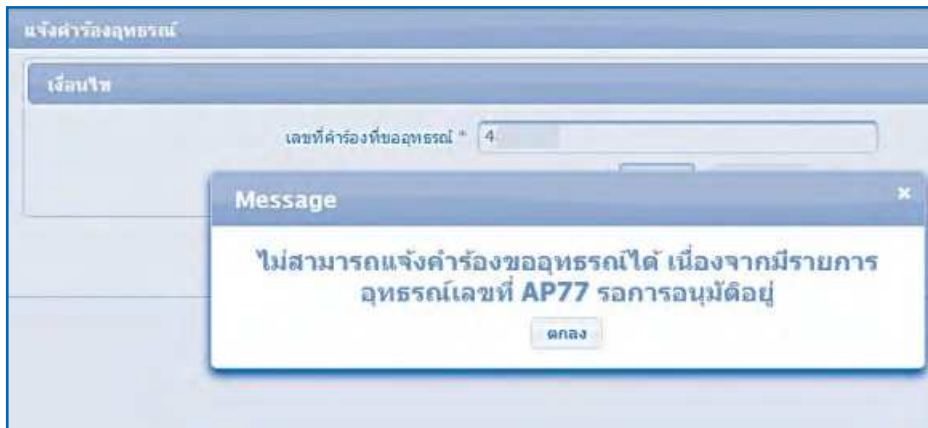 แจ้งคำร้องอุทธรณ์
เงื่อนไข
เลขที่คำร้องที่ขออุทธรณ์ * 4
Message ×
ไม่สามารถแจ้งคำร้องขออุทธรณ์ได้ เนื่องจากมีรายการ
อุทธรณ์เลขที่ AP77 รอการอนุมัติอยู่
ตกลง